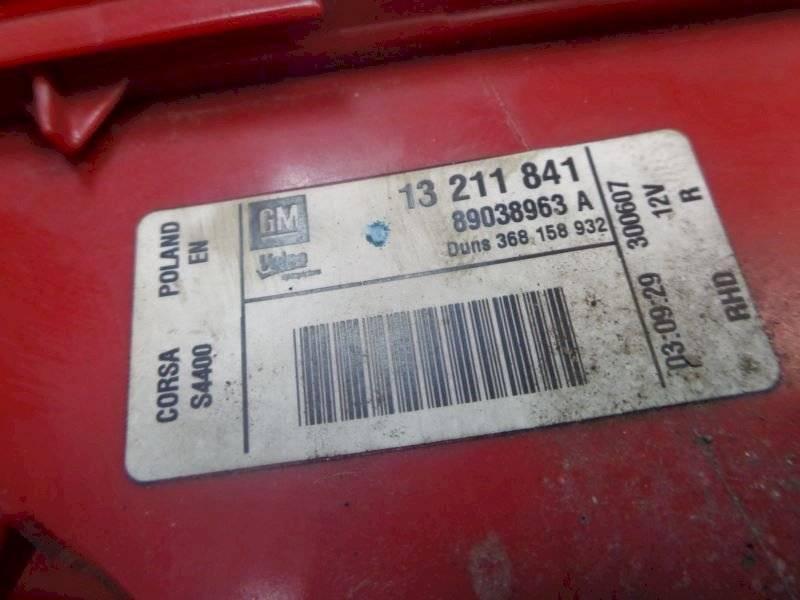 CORSA POLAND
S4400 EN
GM
Valeo
13 211 841
89038963 A
Duns 368 158 932
03:09:29 300607 12V R
RHD